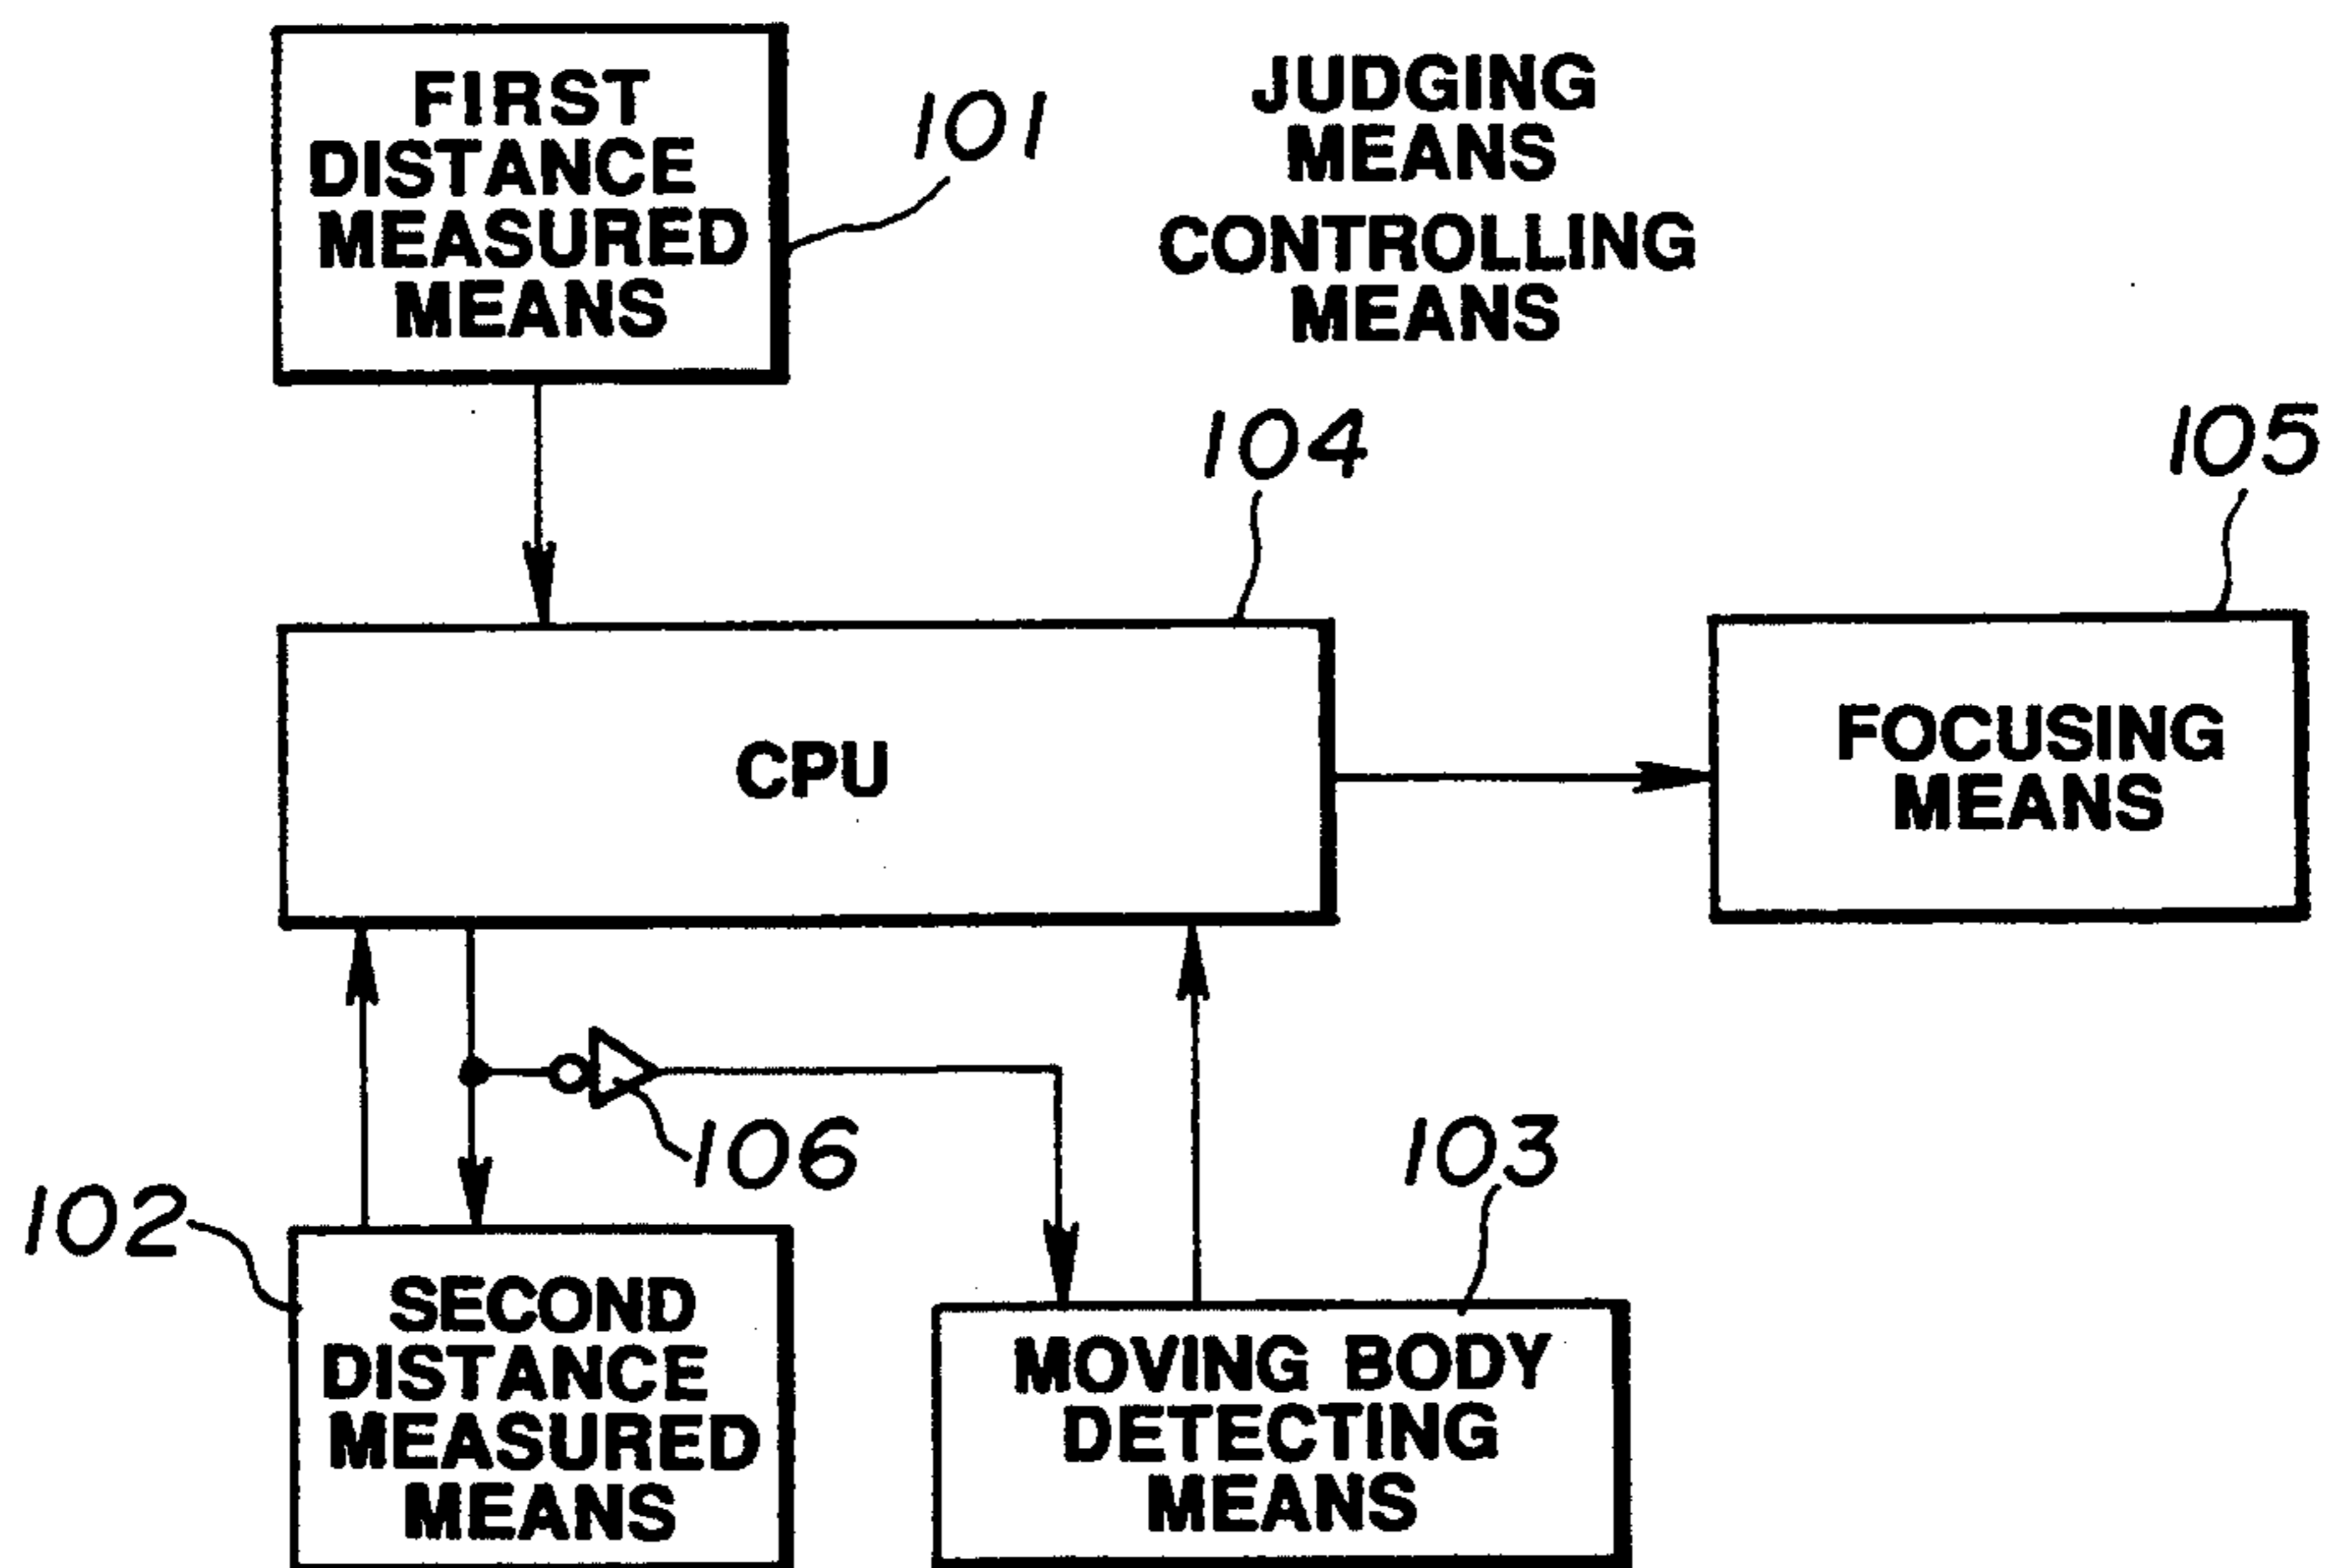 FIRST
DISTANCE
MEASURED
MEANS
101
JUDGING
MEANS
CONTROLLING
MEANS
104
105
CPU
FOCUSING
MEANS
106
103
102
SECOND
DISTANCE
MEASURED
MEANS
MOVING BODY
DETECTING
MEANS